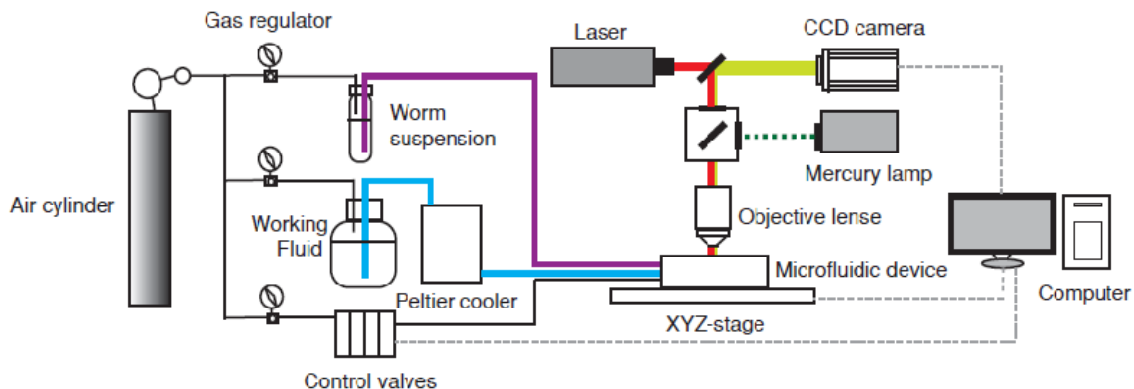 Gas regulator
Laser
CCD camera
Worm
suspension
Mercury lamp
Air cylinder
Working
Fluid
Objective lense
Peltier cooler
Microfluidic device
Computer
XYZ-stage
Control valves